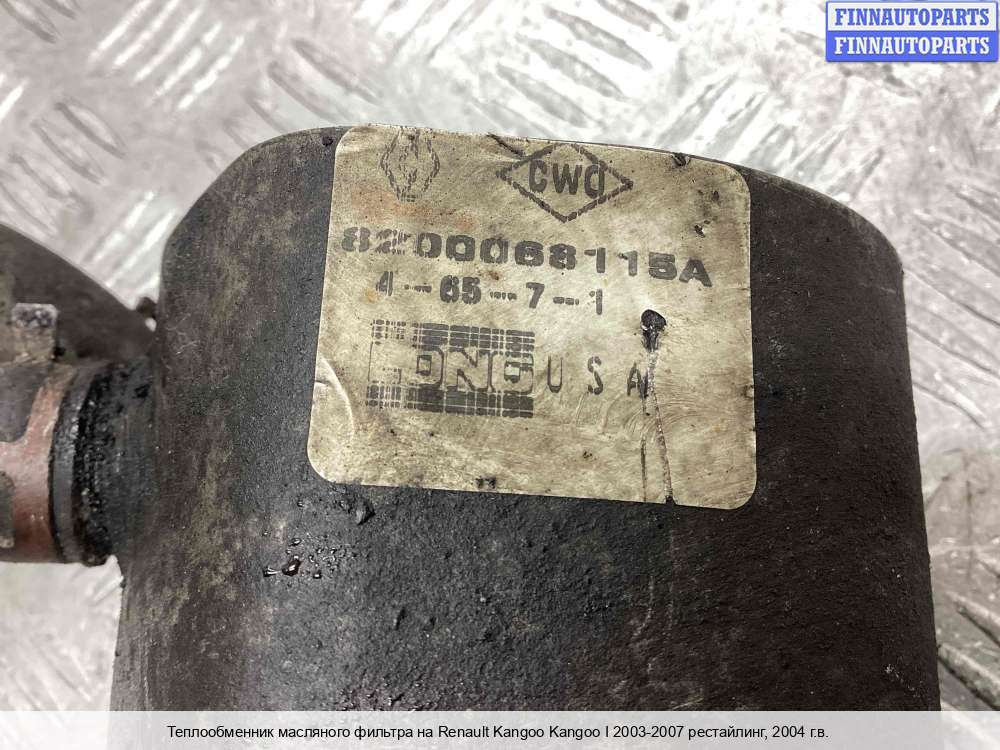 FINNAUTOPARTS
FINNAUTOPARTS
CWC
8200068115A
4-65-7-1
USA
Теплообменник масляного фильтра на Renault Kangoo Kangoo I 2003-2007 рестайлинг, 2004 г.в.